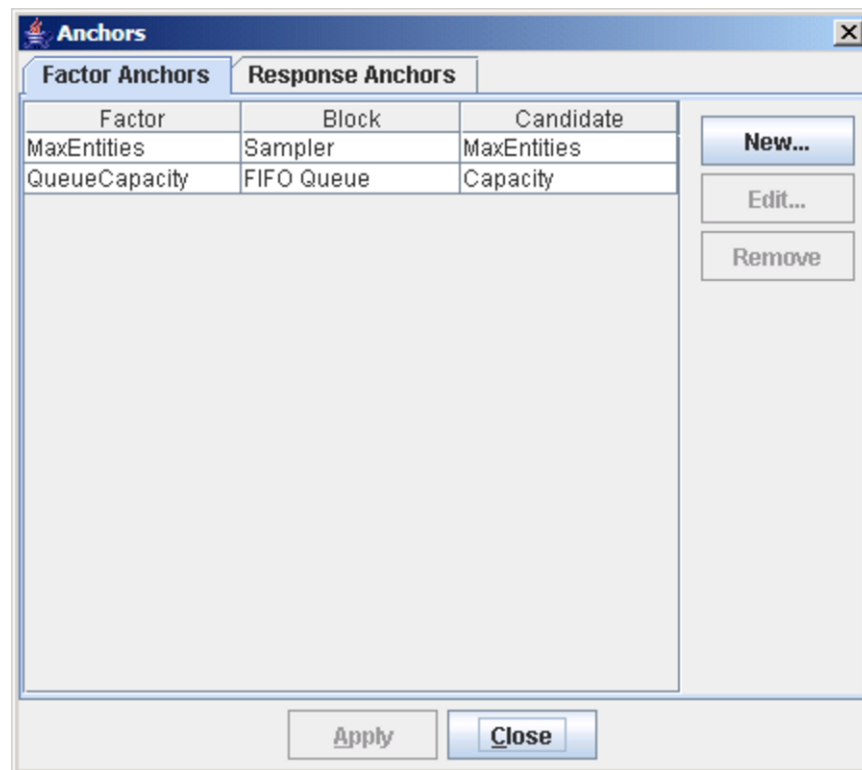 Anchors
Factor Anchors Response Anchors
Factor Block Candidate
MaxEntities Sampler MaxEntities
QueueCapacity FIFO Queue Capacity
New...
Edit...
Remove
Apply Close